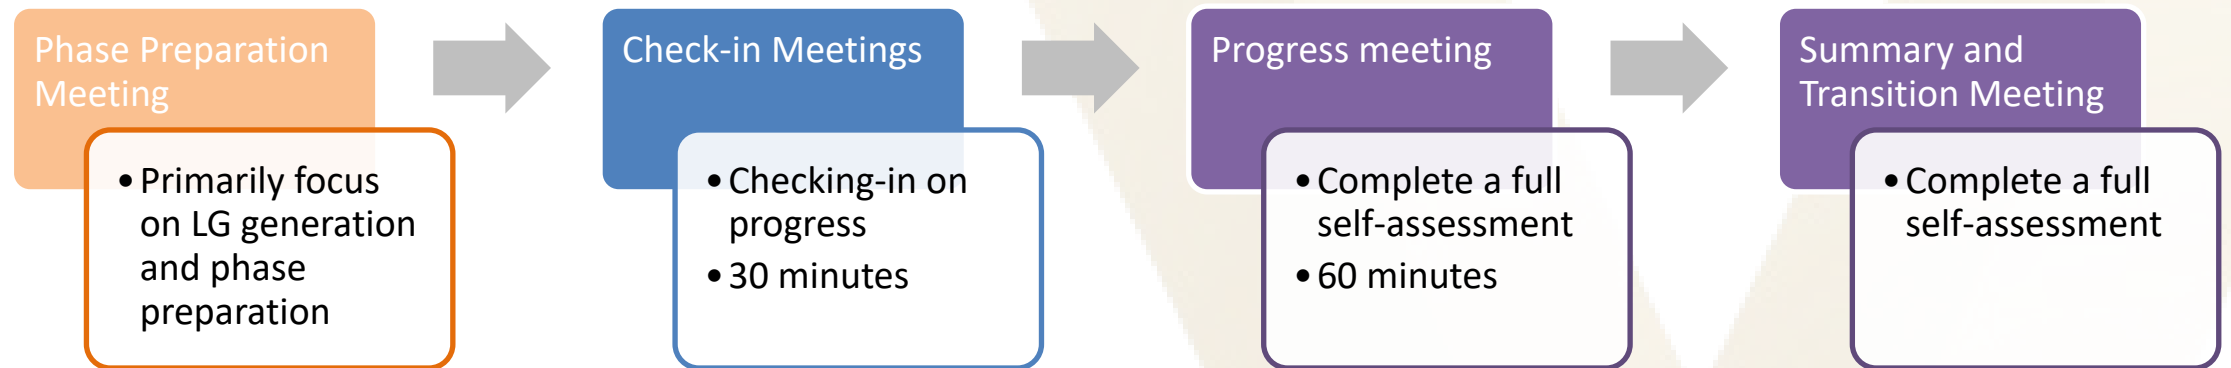 Phase Preparation
Meeting
• Primarily focus
on LG generation
and phase
preparation
Check-in Meetings
• Checking-in on
progress
• 30 minutes
Progress meeting
• Complete a full
self-assessment
• 60 minutes
Summary and
Transition Meeting
• Complete a full
self-assessment